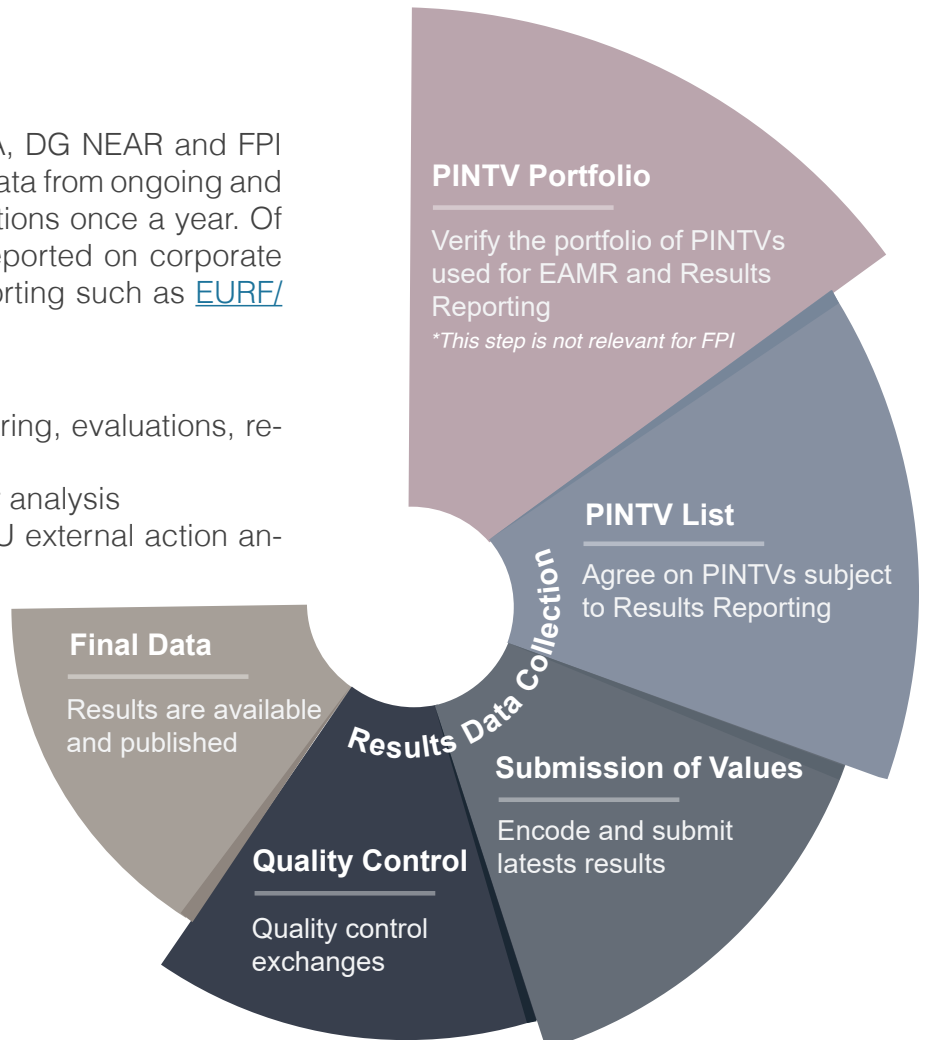 A, DG NEAR and FPI
ata from ongoing and
tions once a year. Of
eported on corporate
orting such as EURF/
ring, evaluations, re-
analysis
U external action an-
PINTV Portfolio
Verify the portfolio of PINTVs
used for EAMR and Results
Reporting
*This step is not relevant for FPI
PINTV List
Agree on PINTVs subject
to Results Reporting
Results Data Collection
Submission of Values
Encode and submit
latests results
Quality Control
Quality control
exchanges
Final Data
Results are available
and published